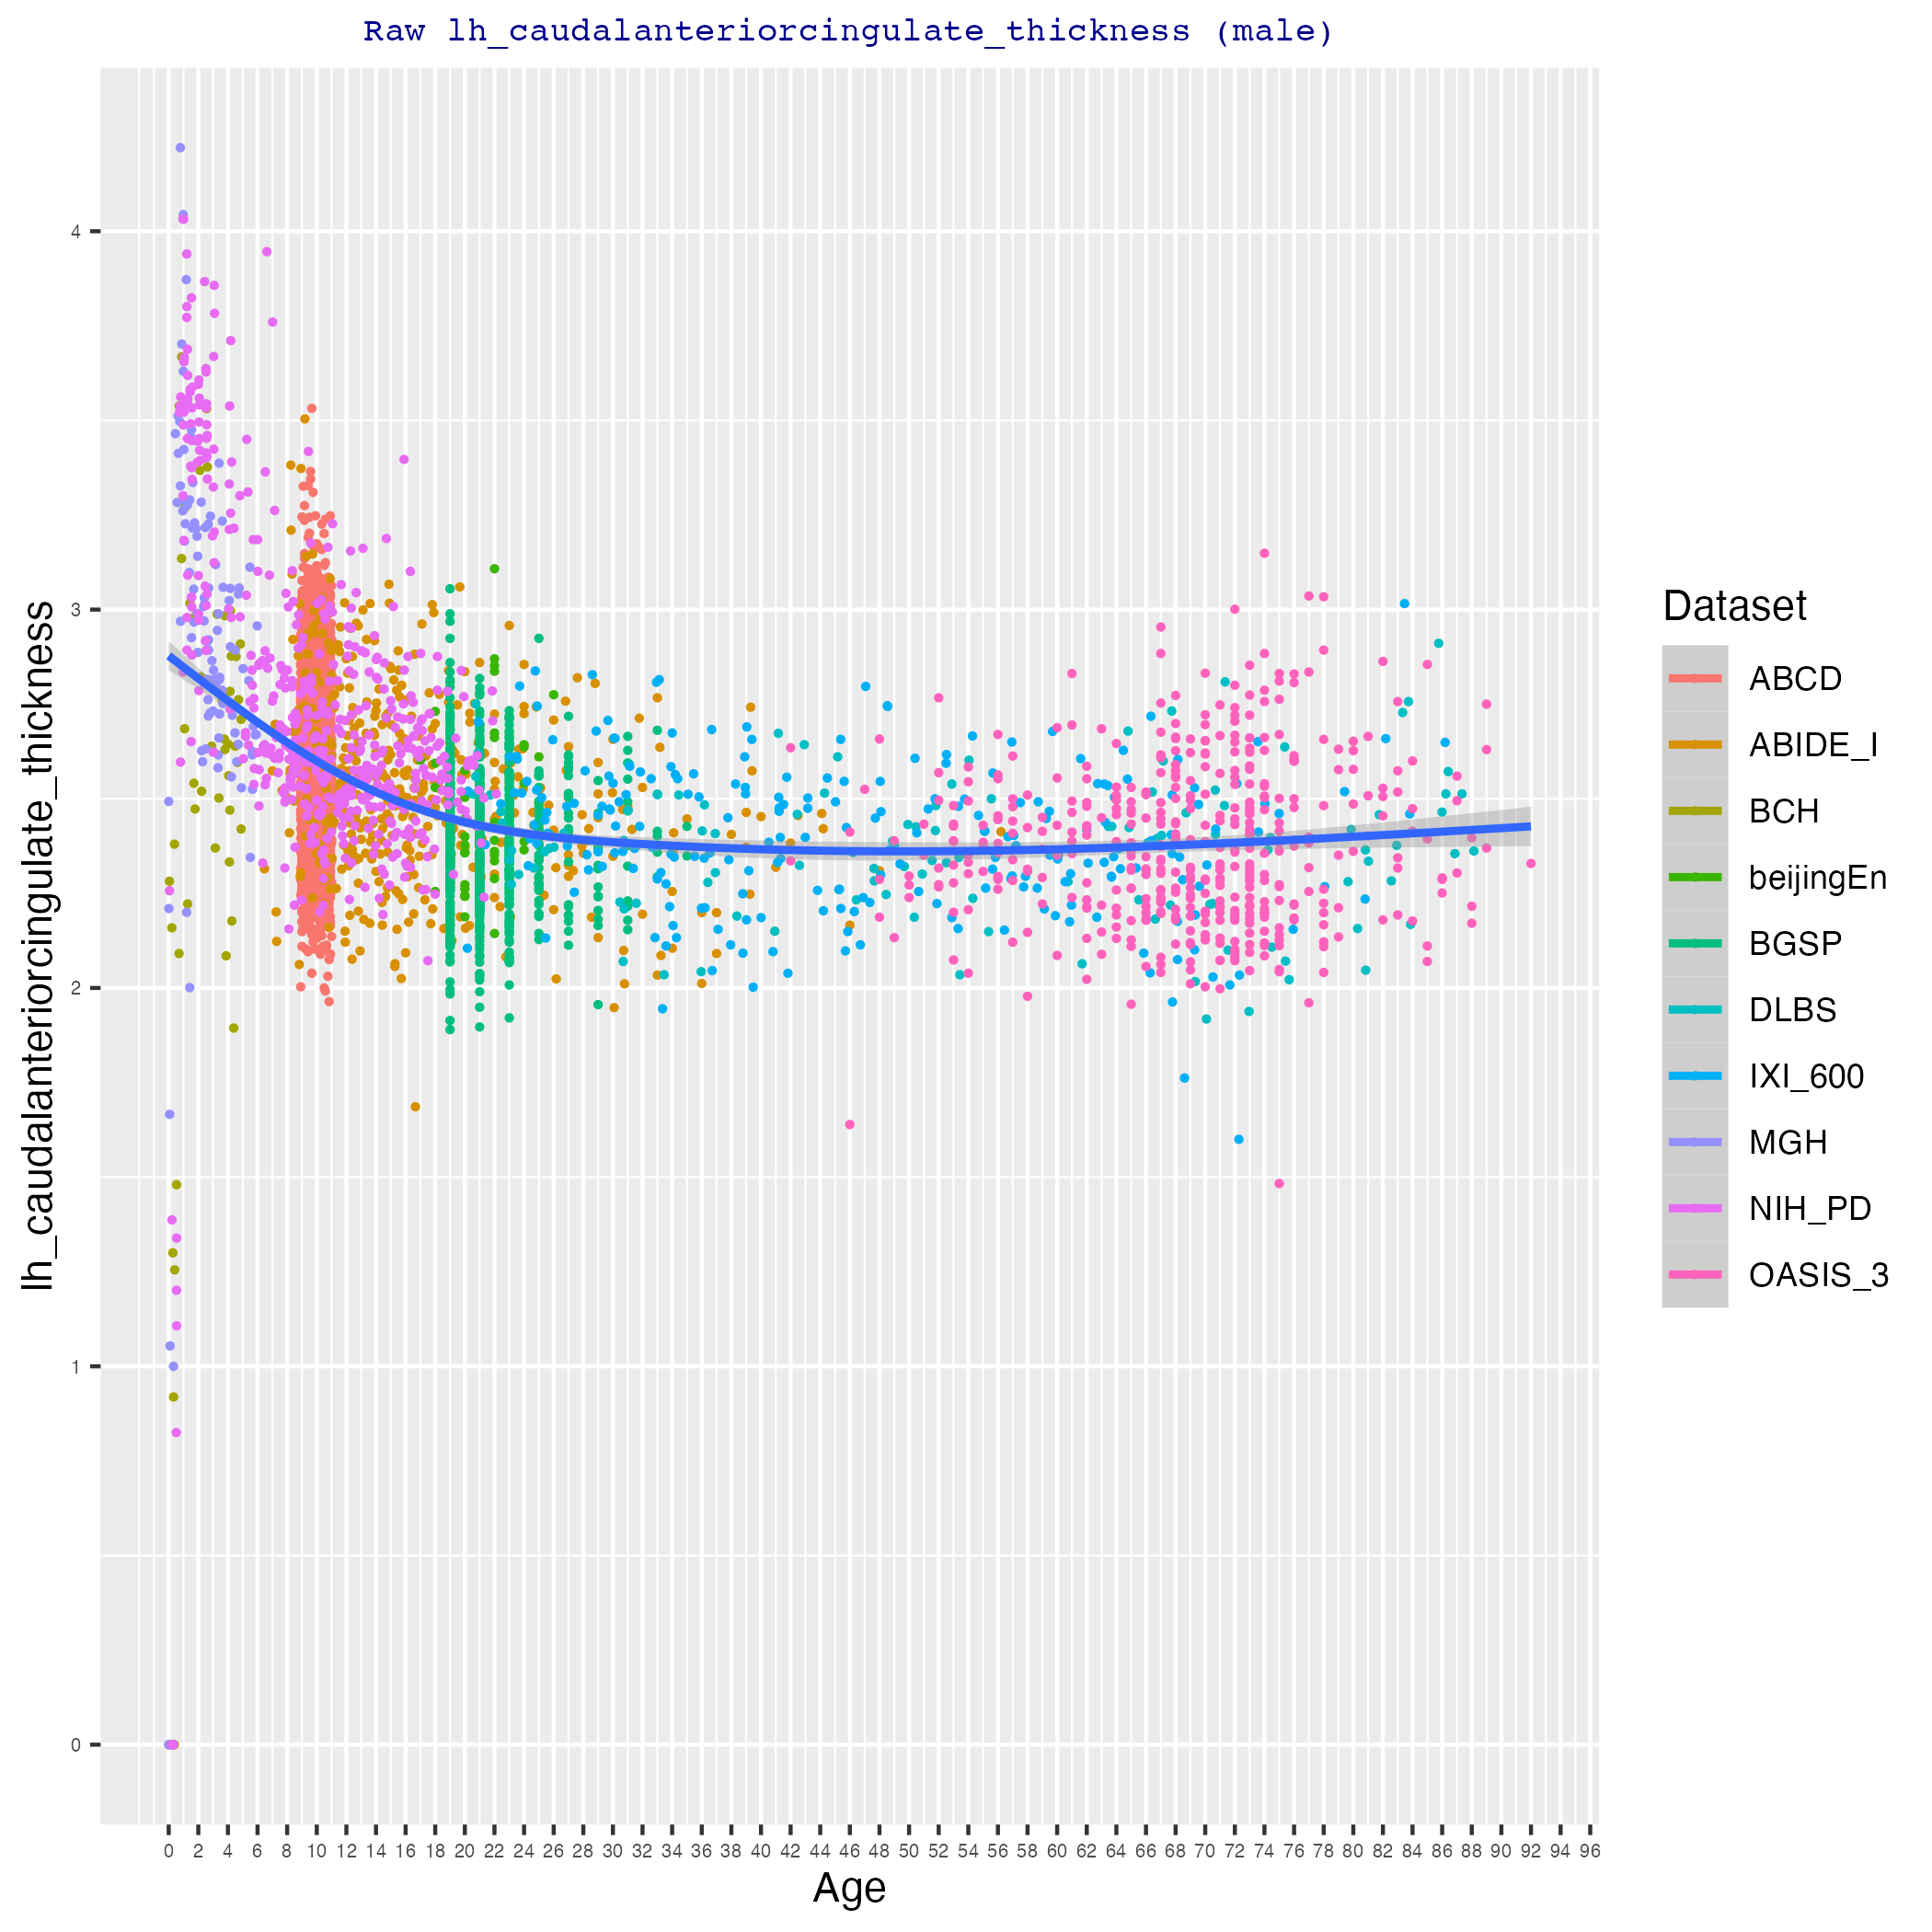 Raw lh_caudalanteriorcingulate_thickness (male)
lh_caudalanteriorcingulate_thickness
4
3
2
1
0
0 2 4 6 8 10 12 14 16 18 20 22 24 26 28 30 32 34 36 38 40 42 44 46 48 50 52 54 56 58 60 62 64 66 68 70 72 74 76 78 80 82 84 86 88 90 92 94 96
Age
Dataset
ABCD
ABIDE_I
BCH
beijingEn
BGSP
DLBS
IXI_600
MGH
NIH_PD
OASIS_3